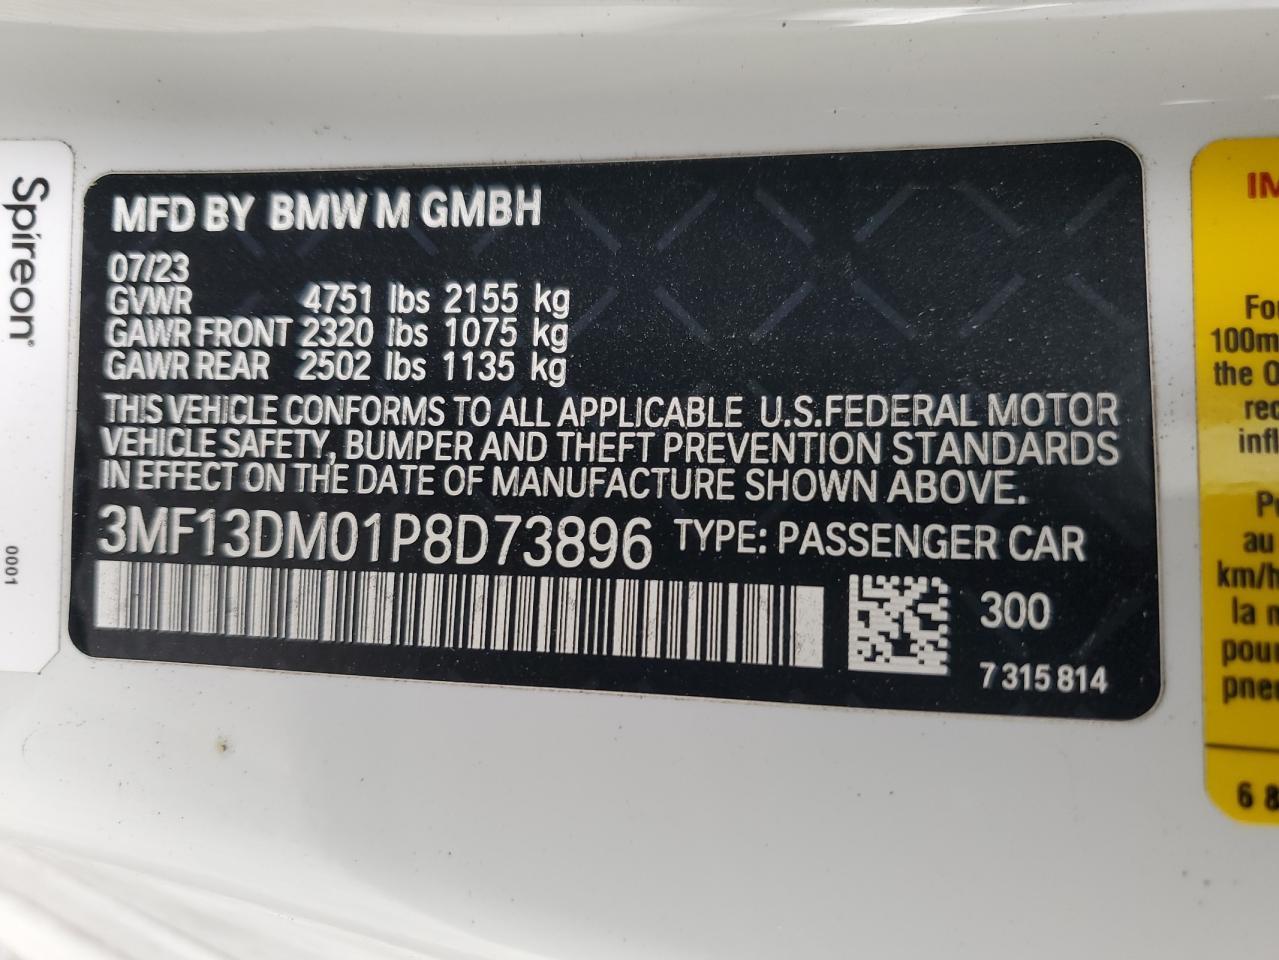 Spireon
0001
MFD BY BMW M GMBH
07/23
GVWR 4751 lbs 2155 kg
GAWR FRONT 2320 lbs 1075 kg
GAWR REAR 2502 lbs 1135 kg
THIS VEHICLE CONFORMS TO ALL APPLICABLE U.S.FEDERAL MOTOR
VEHICLE SAFETY, BUMPER AND THEFT PREVENTION STANDARDS
IN EFFECT ON THE DATE OF MANUFACTURE SHOWN ABOVE.
3MF13DM01P8D73896 TYPE: PASSENGER CAR
300
7 315 814
IM
For
100m
the O
rec
infl
P
au
km/h
la m
pour
pneu
6 8